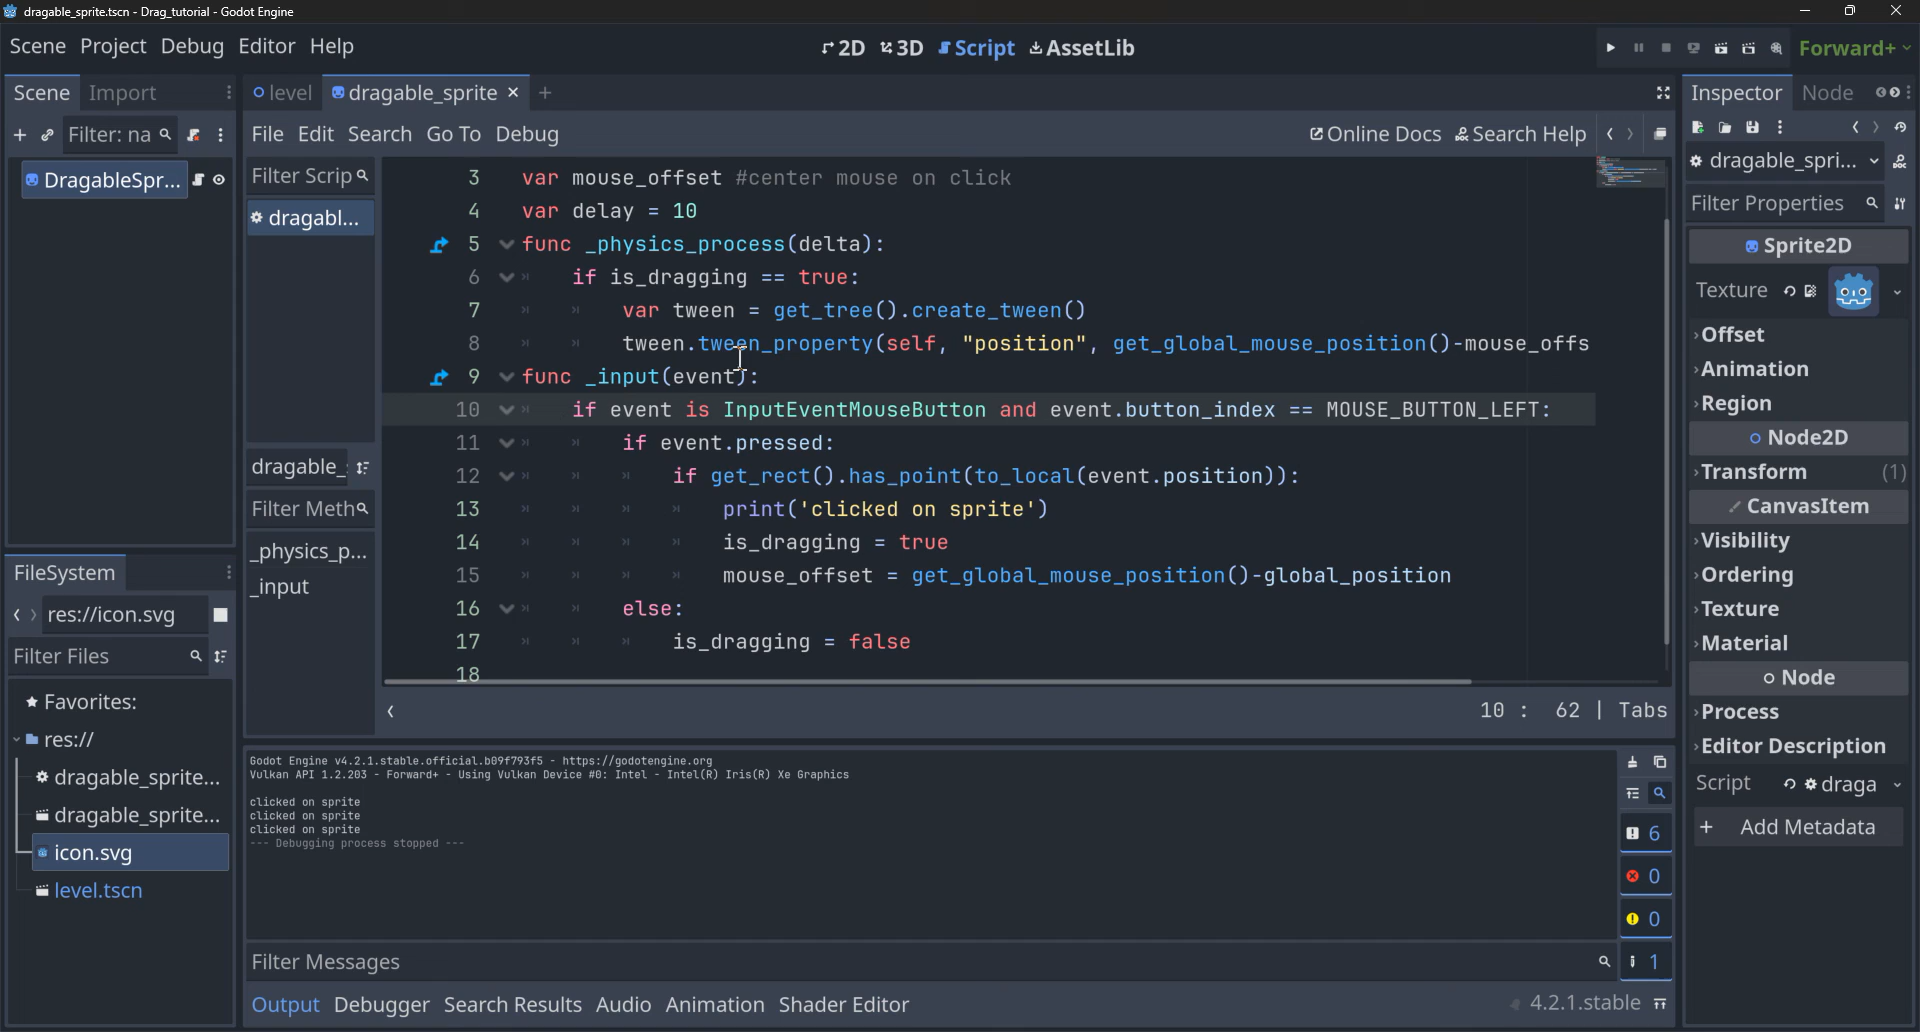 dragable_sprite.tscn - Drag_tutorial - Godot Engine
Scene Project Debug Editor Help
2D 3D Script AssetLib
Forward+
Scene Import
level dragable_sprite
Inspector Node
Filter: na
File Edit Search Go To Debug
Online Docs Search Help
DragableSpr...
Filter Scrip
dragabl...
dragable_
Filter Meth
_physics_p...
_input
3 var mouse_offset #center mouse on click
4 var delay = 10
5 func _physics_process(delta):
6 if is_dragging == true:
7 var tween = get_tree().create_tween()
8 tween.tween_property(self, "position", get_global_mouse_position()-mouse_offs
9 func _input(event):
10 if event is InputEventMouseButton and event.button_index == MOUSE_BUTTON_LEFT:
11 if event.pressed:
12 if get_rect().has_point(to_local(event.position)):
13 print('clicked on sprite')
14 is_dragging = true
15 mouse_offset = get_global_mouse_position()-global_position
16 else:
17 is_dragging = false
18
10 : 62 | Tabs
FileSystem
res://icon.svg
Filter Files
Favorites:
res://
dragable_sprite...
dragable_sprite...
icon.svg
level.tscn
Godot Engine v4.2.1.stable.official.b09f793f5 - https://godotengine.org
Vulkan API 1.2.203 - Forward+ - Using Vulkan Device #0: Intel - Intel(R) Iris(R) Xe Graphics
clicked on sprite
clicked on sprite
clicked on sprite
--- Debugging process stopped ---
6
0
0
1
Filter Messages
Output Debugger Search Results Audio Animation Shader Editor
4.2.1.stable
dragable_spri...
Filter Properties
Sprite2D
Texture
Offset
Animation
Region
Node2D
Transform (1)
CanvasItem
Visibility
Ordering
Texture
Material
Node
Process
Editor Description
Script draga
+ Add Metadata